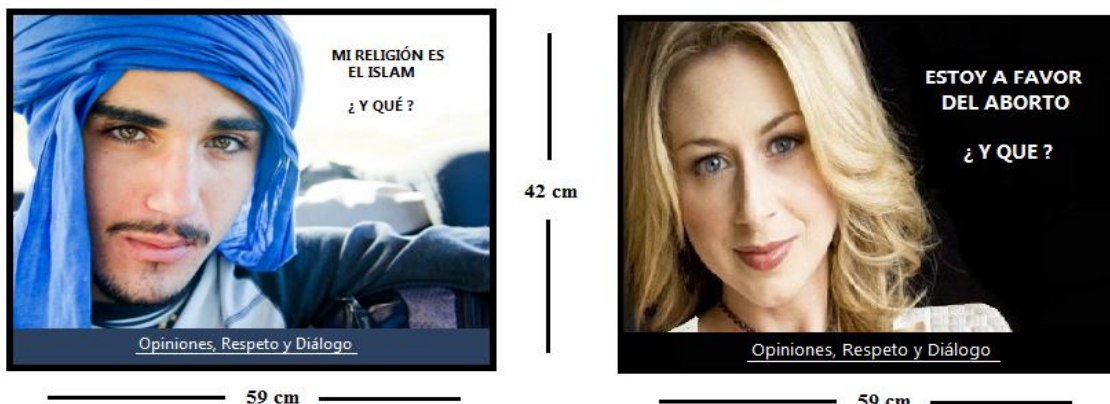 MI RELIGIÓN ES
EL ISLAM
¿ Y QUÉ ?
Opiniones, Respeto y Diálogo
59 cm
42 cm
ESTOY A FAVOR
DEL ABORTO
¿ Y QUE ?
Opiniones, Respeto y Diálogo
59 cm